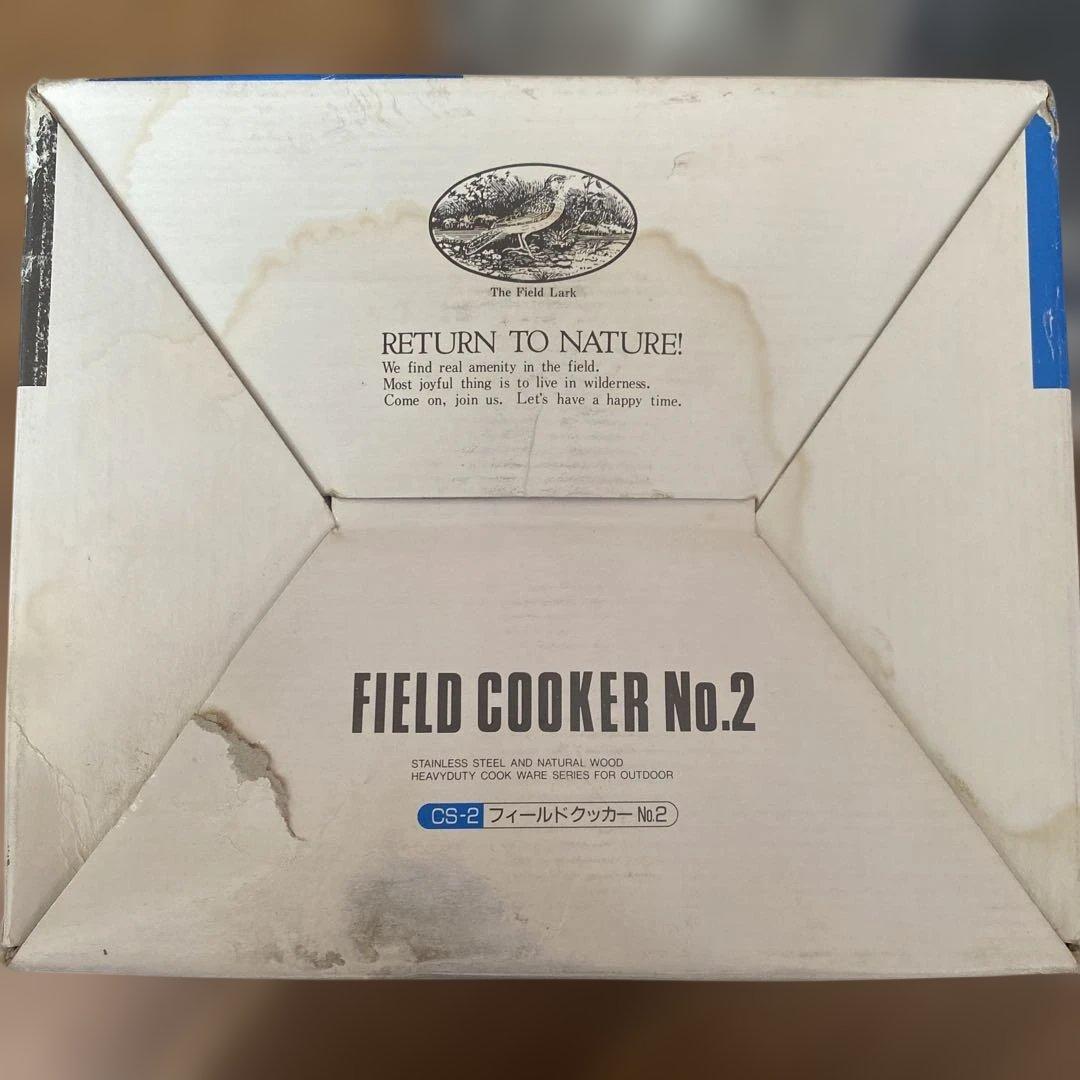 The Field Lark
RETURN TO NATURE!
We find real amenity in the field.
Most joyful thing is to live in wilderness.
Come on, join us. Let's have a happy time.
FIELD COOKER No.2
STAINLESS STEEL AND NATURAL WOOD
HEAVYDUTY COOK WARE SERIES FOR OUTDOOR
CS-2 フィールドクッカー No.2